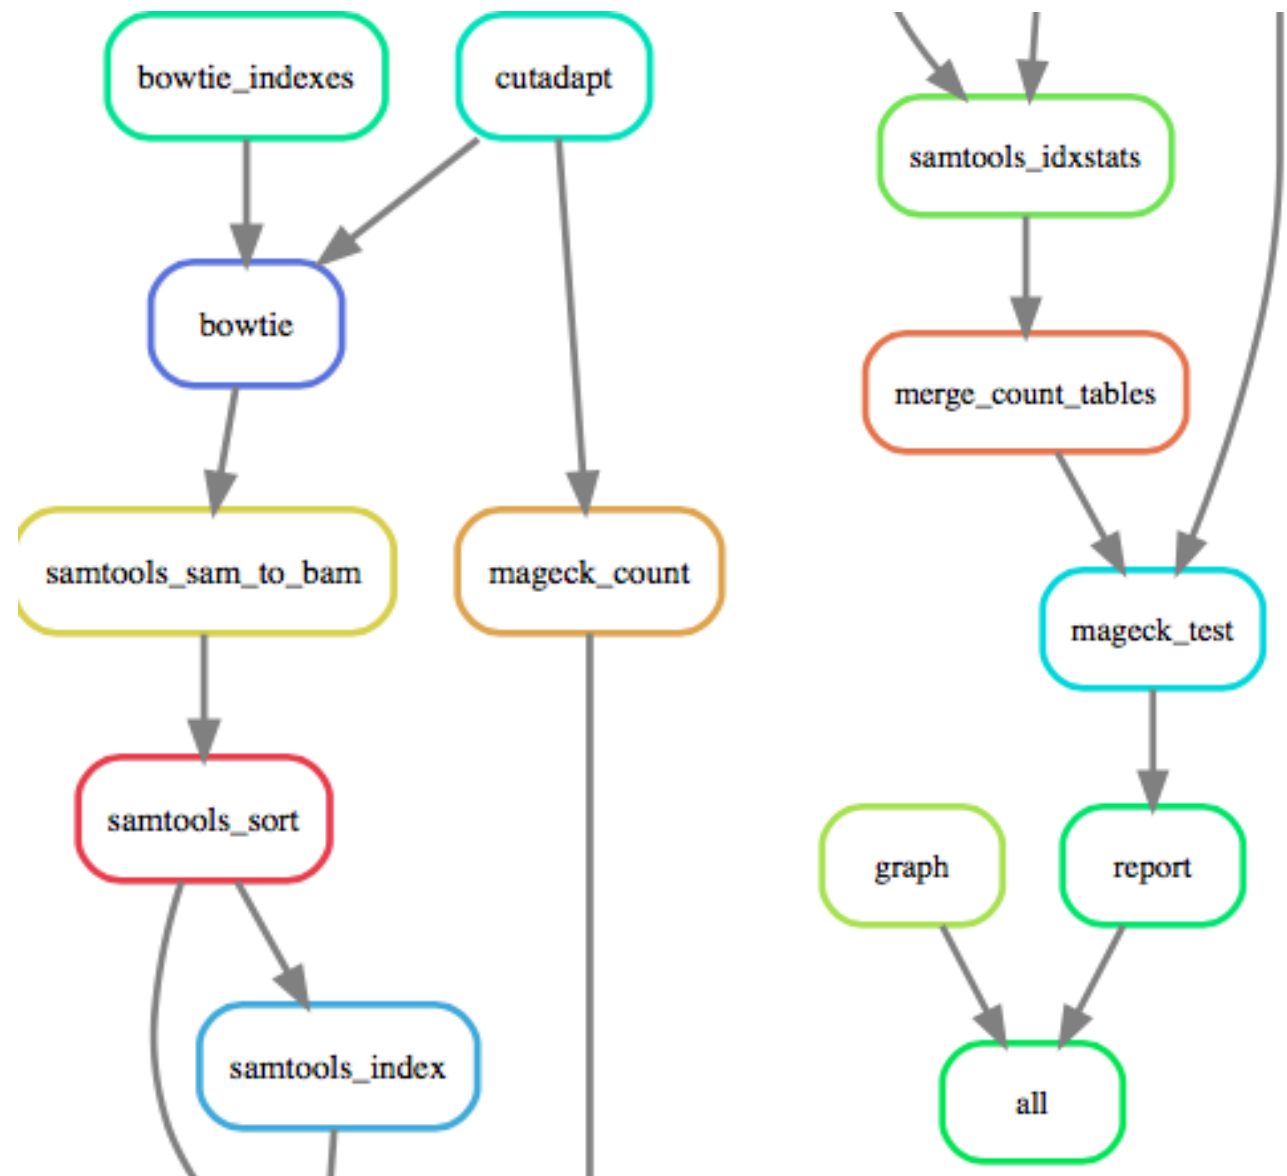 bowtie_indexes
cutadapt
bowtie
samtools_sam_to_bam
mageck_count
samtools_sort
samtools_index
samtools_idxstats
merge_count_tables
mageck_test
graph
report
all